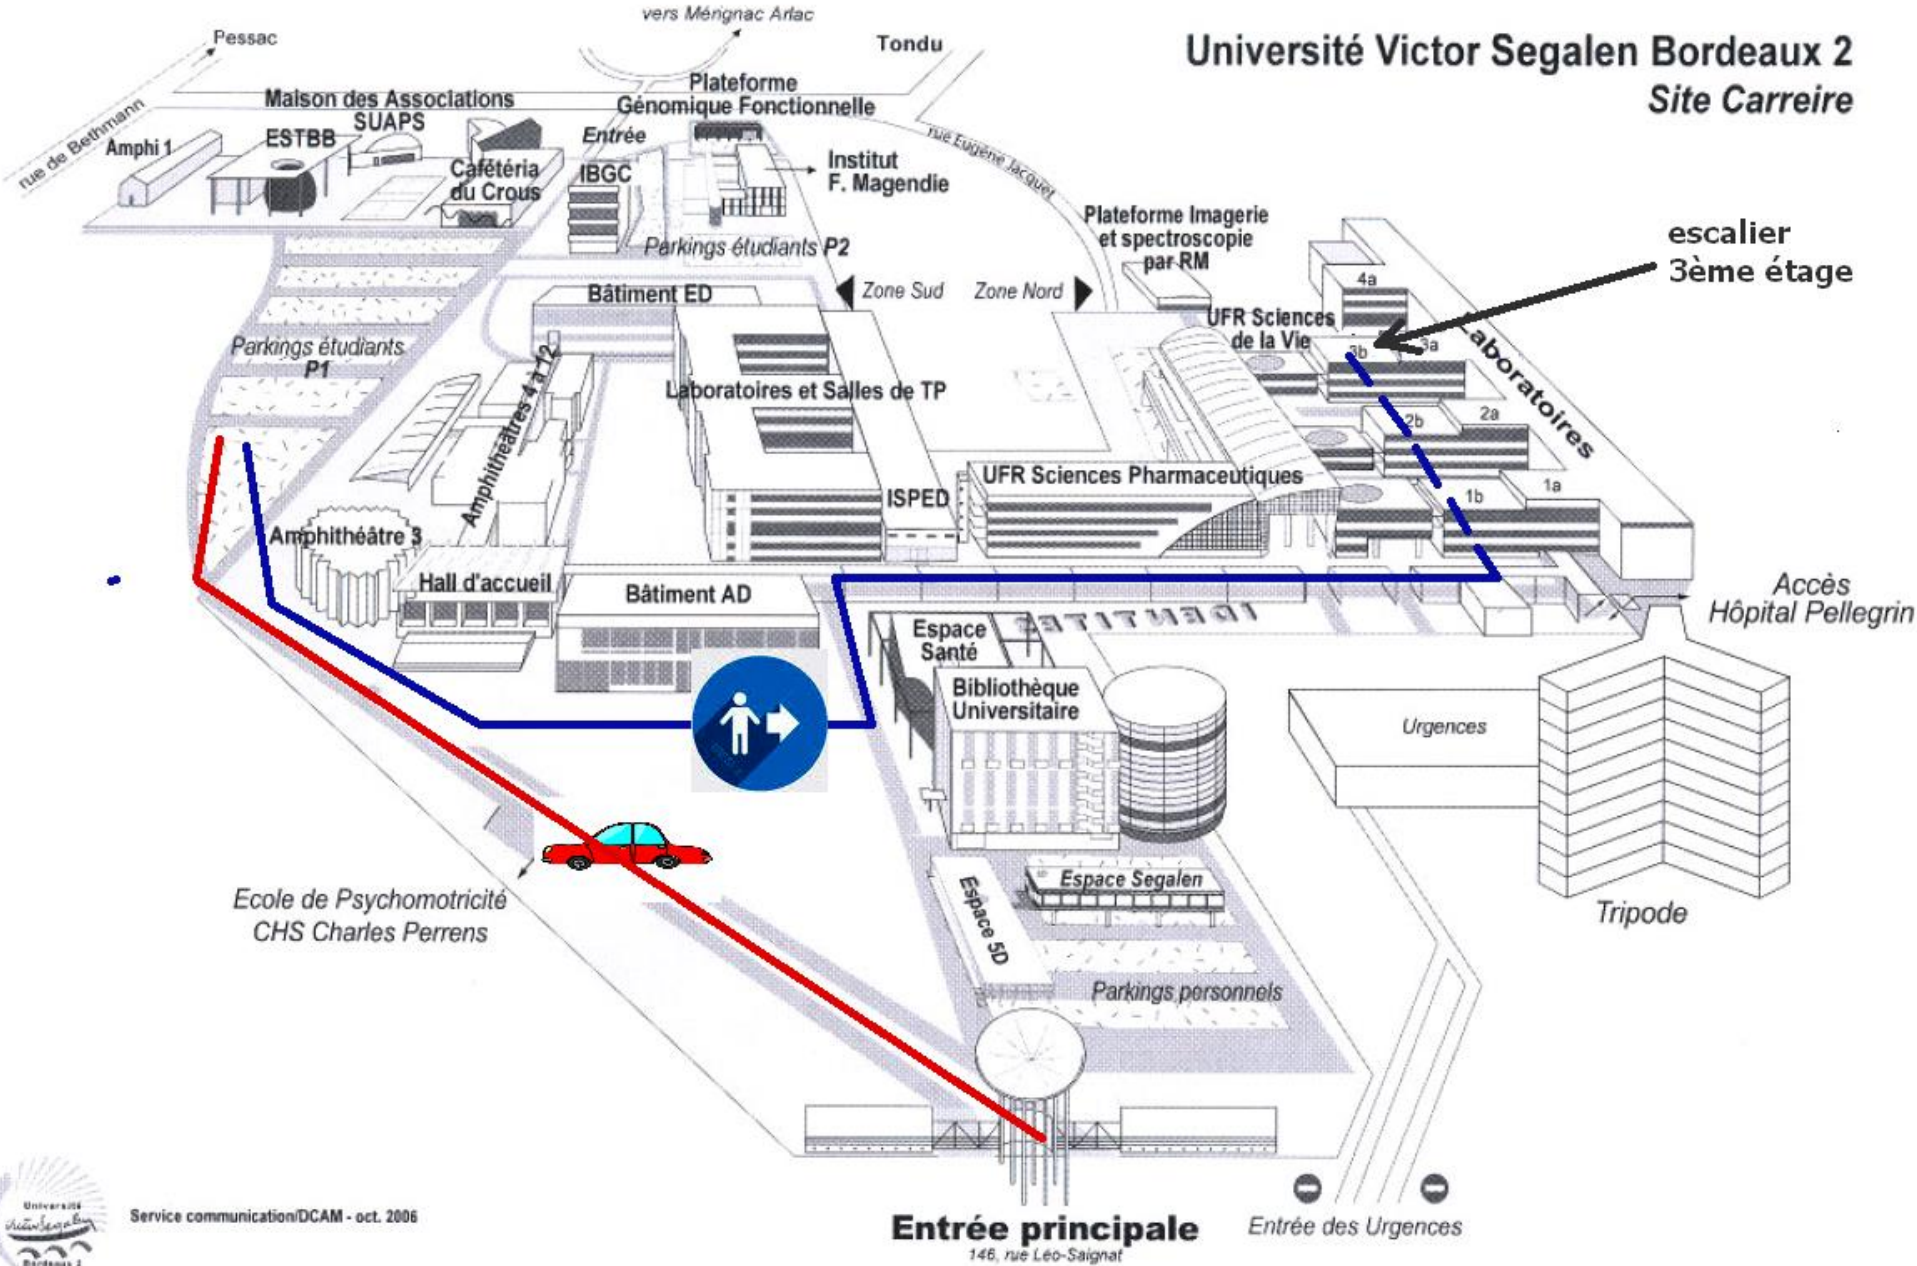 vers Mérignac Arlac
Pessac
Tondu
Université Victor Segalen Bordeaux 2
Site Carreire
rue de Bethmann
Maison des Associations
SUAPS
Plateforme
Génomique Fonctionnelle
Amphi 1
ESTBB
Entrée
rue Eugène Jacquet
Cafétéria
du Crous
IBGC
Institut
F. Magendie
Parkings étudiants P2
Plateforme Imagerie
et spectroscopie
par RM
escalier
3ème étage
Bâtiment ED
Zone Sud
Zone Nord
4a
UFR Sciences
de la Vie
3b
3a
Laboratoires
Parkings étudiants
P1
Amphithéâtres 4 à 12
Laboratoires et Salles de TP
2b
2a
UFR Sciences Pharmaceutiques
ISPED
1b
1a
Amphithéâtre 3
Hall d'accueil
Bâtiment AD
IDENTITES
Accès
Hôpital Pellegrin
Espace
Santé
Bibliothèque
Universitaire
Urgences
Ecole de Psychomotricité
CHS Charles Perrens
Espace 5D
Espace Segalen
Tripode
Parkings personnels
Université
Victor Segalen
Bordeaux 2
Service communication/DCAM - oct. 2006
Entrée principale
146, rue Léo-Saignat
Entrée des Urgences